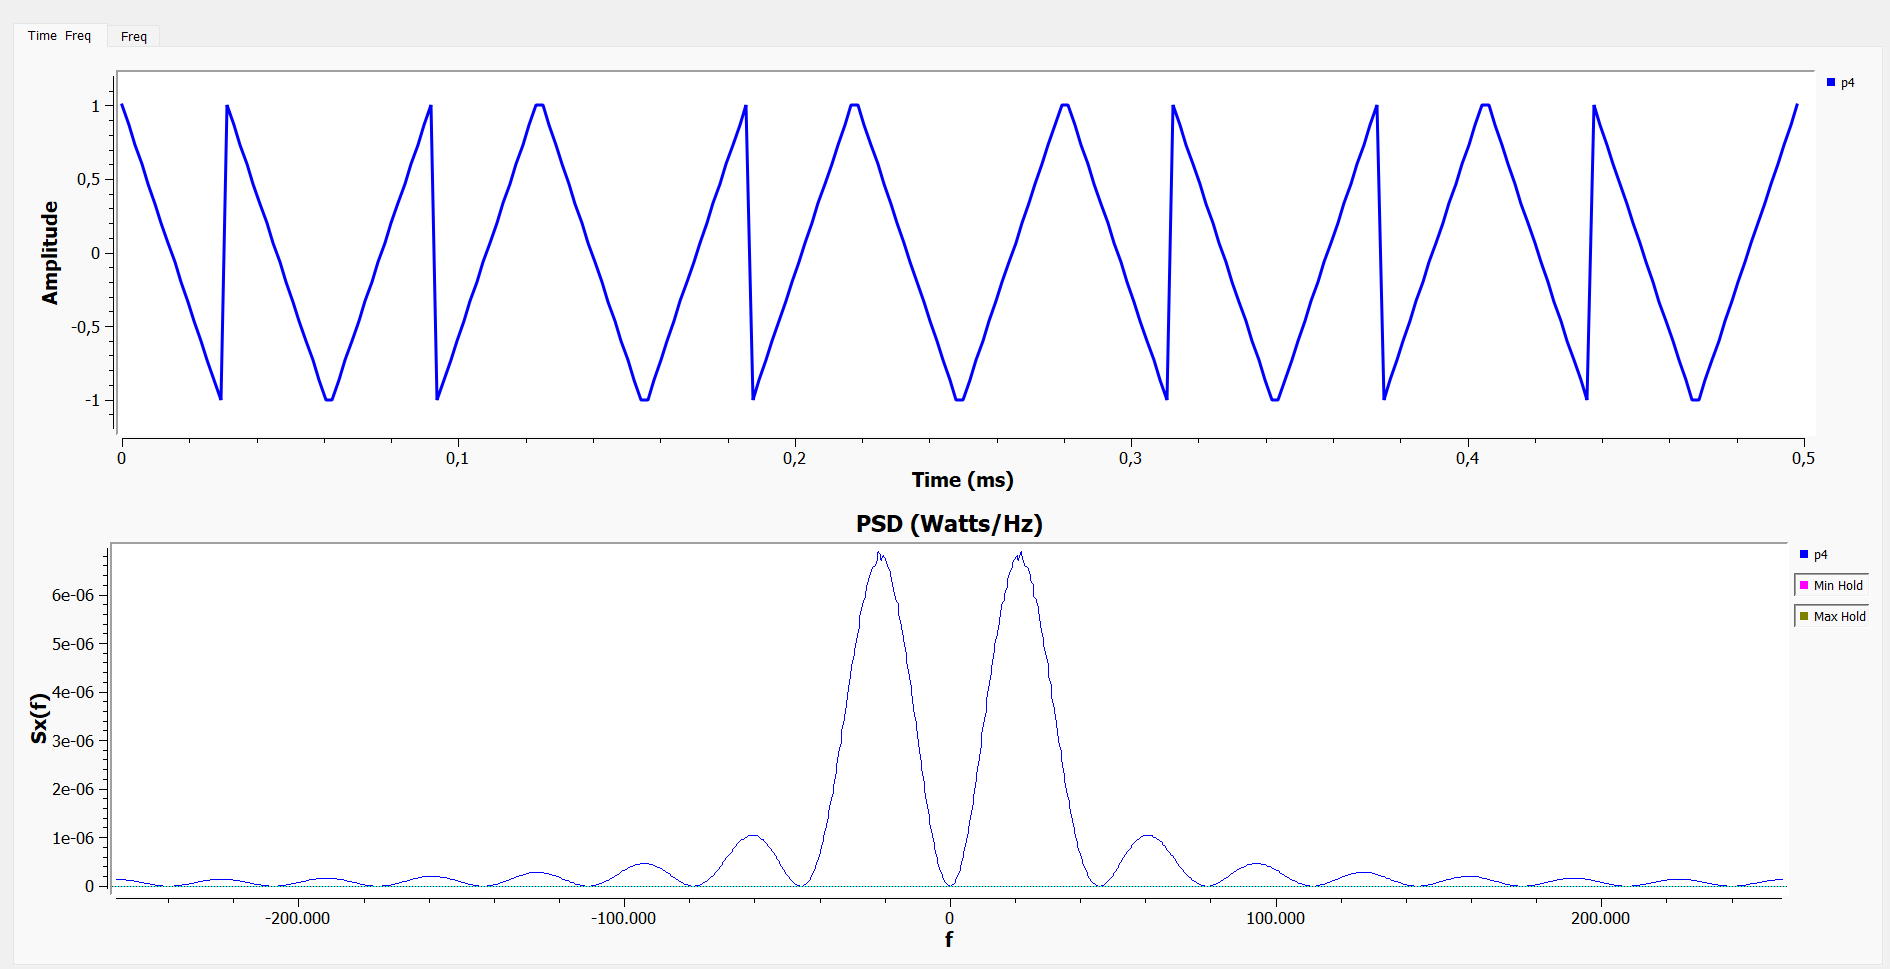 Time Freq
Freq
p4
1
0,5
0
-0,5
-1
Amplitude
0
0,1
0,2
0,3
0,4
0,5
Time (ms)
PSD (Watts/Hz)
p4
Min Hold
Max Hold
6e-06
5e-06
4e-06
3e-06
2e-06
1e-06
0
Sx(f)
-200.000
-100.000
0
100.000
200.000
f